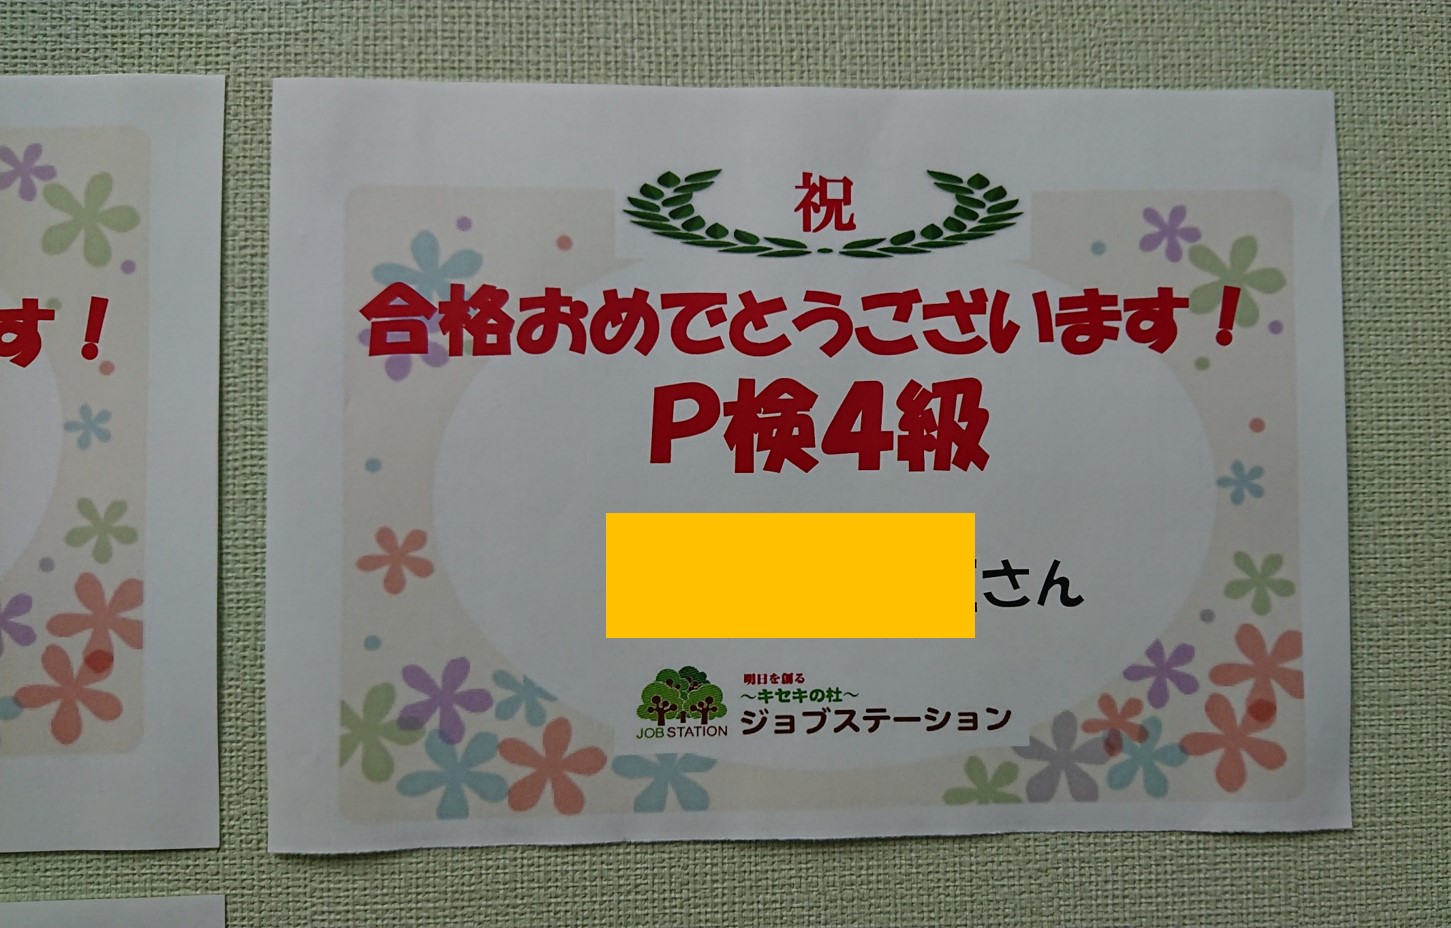 す！
祝
合格おめでとうございます！
P検4級
さん
明日を創る
～キセキの杜～
JOB STATION
ジョブステーション